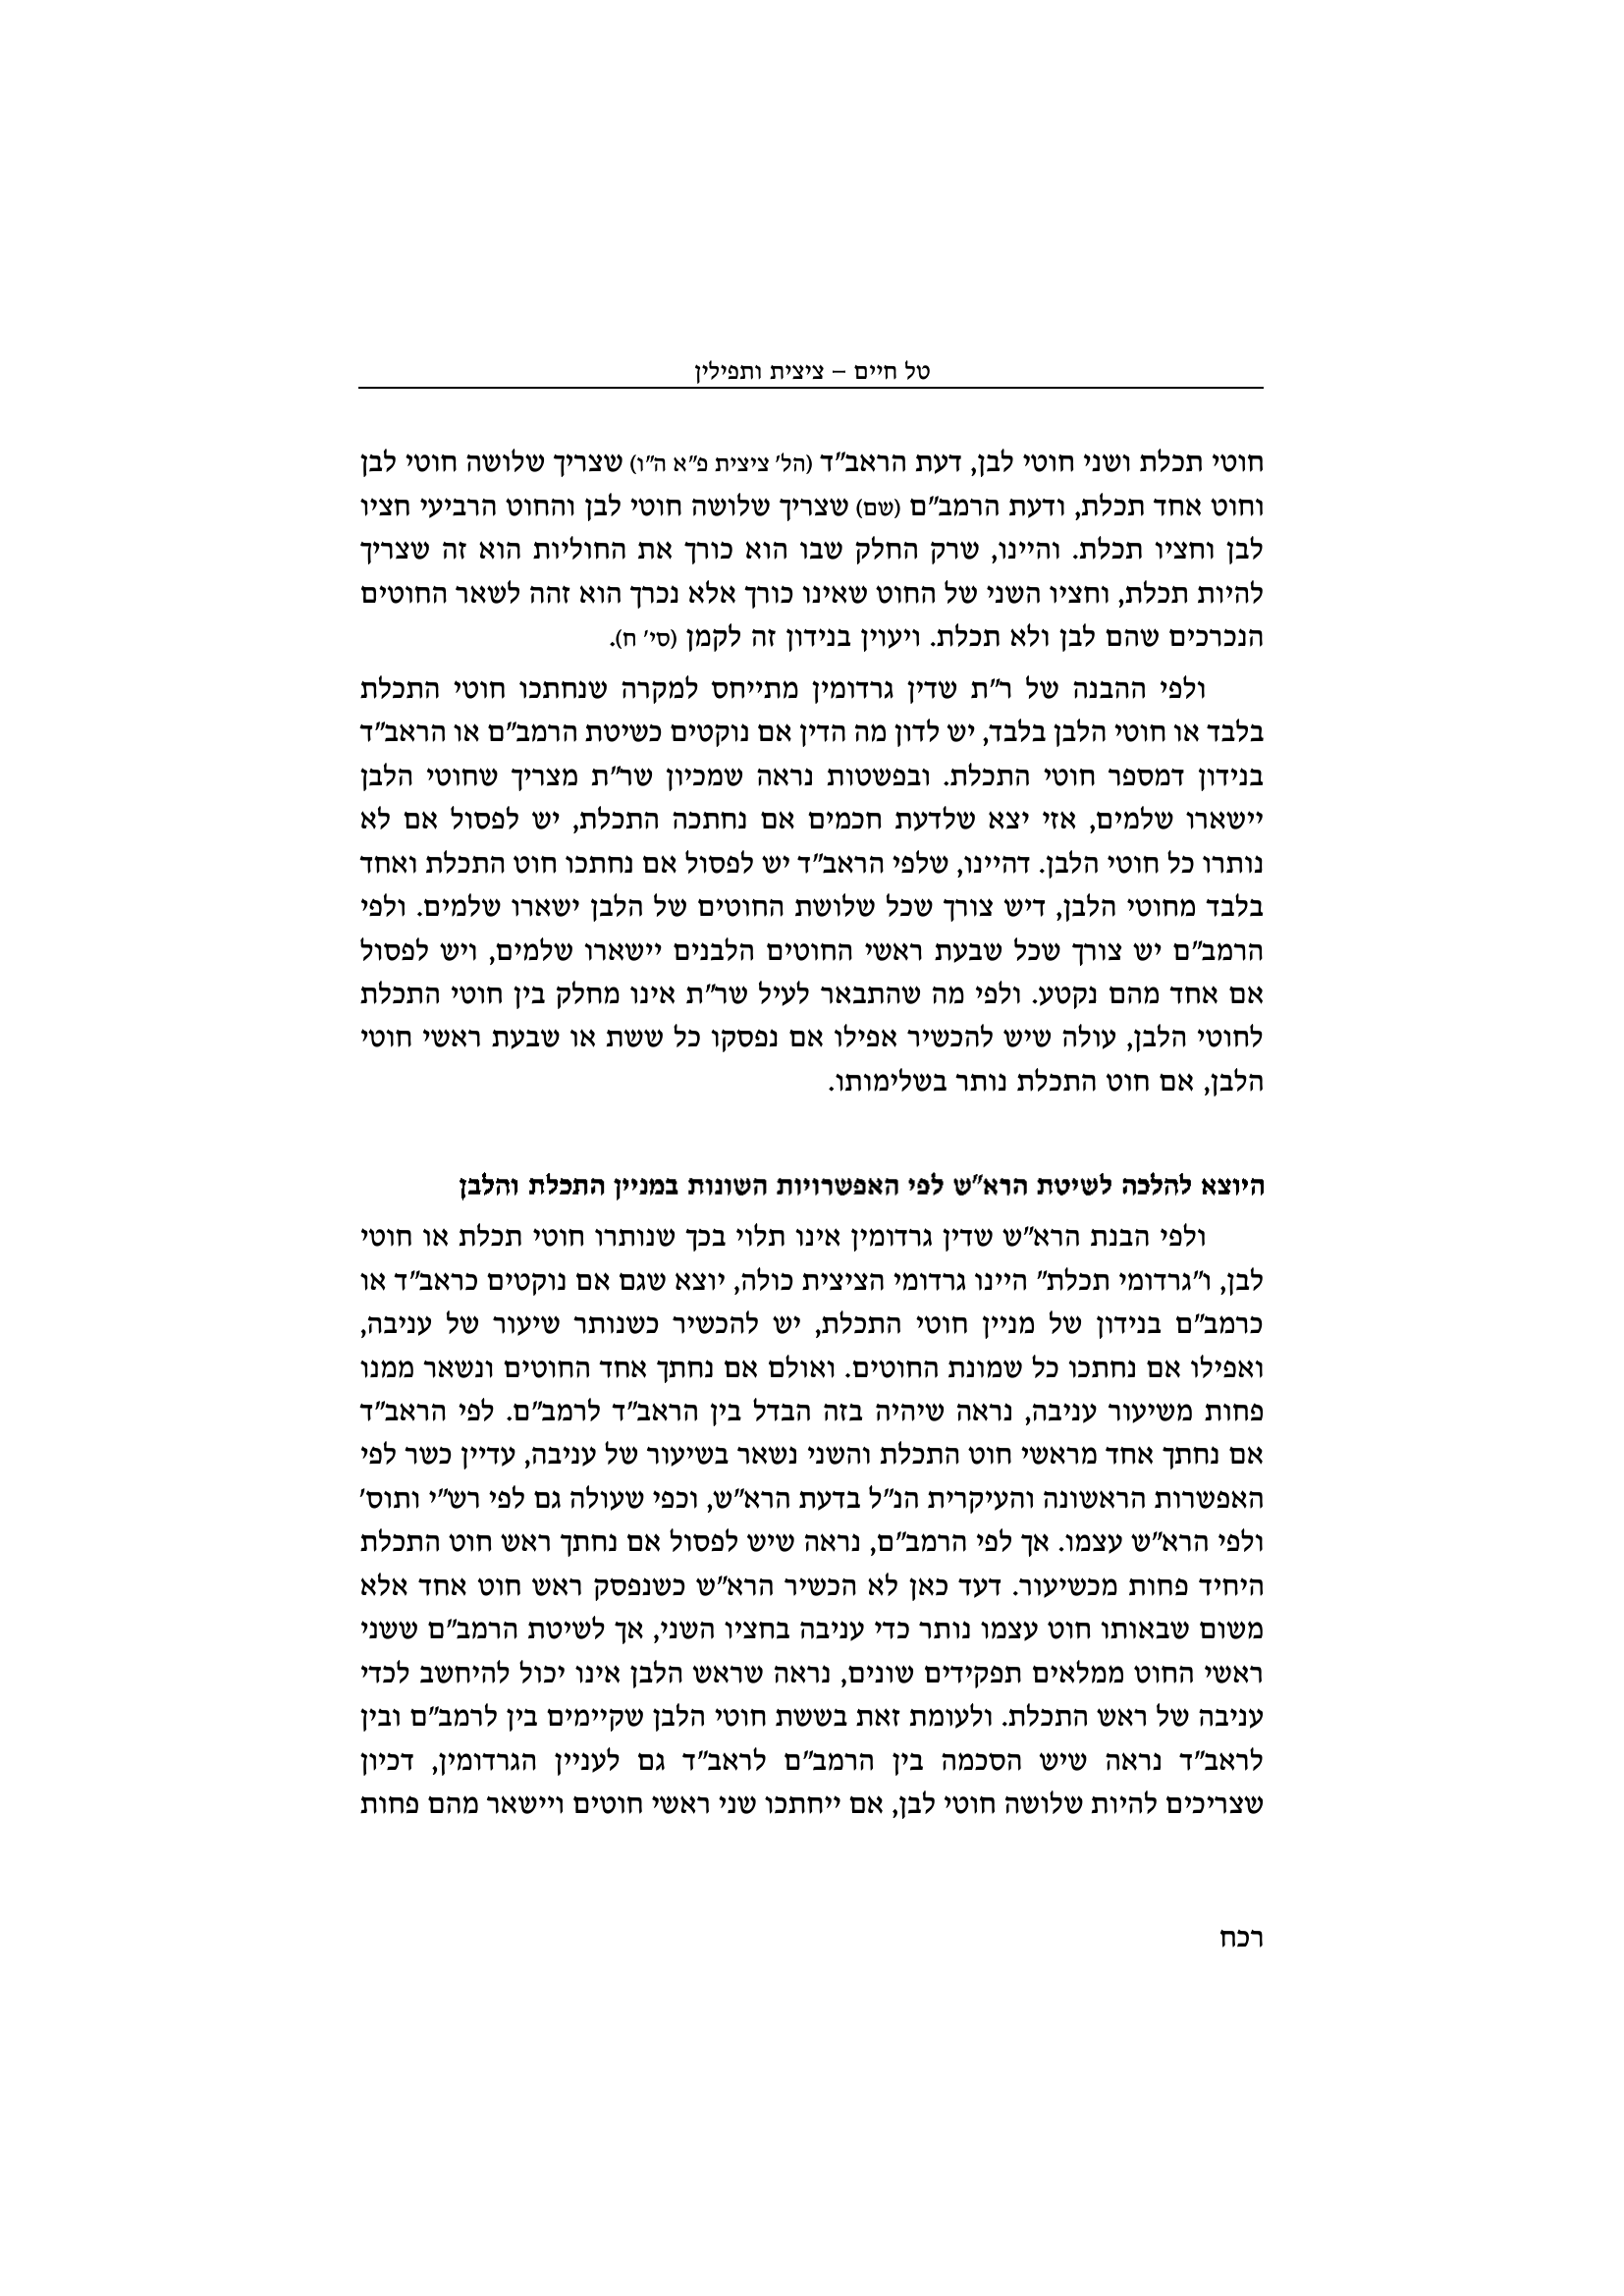 טל חיים – ציצית ותפילין
חוטי תכלת ושני חוטי לבן, דעת הראב״ד (הל׳ ציצית פ״א ה״ו) שצריך שלושה חוטי לבן
וחוט אחד תכלת, ודעת הרמב״ם (שם) שצריך שלושה חוטי לבן והחוט הרביעי חציו
לבן וחציו תכלת. והיינו, שרק החלק שבו הוא כורך את החוליות הוא זה שצריך
להיות תכלת, וחציו השני של החוט שאינו כורך אלא נכרך הוא זהה לשאר החוטים
הנכרכים שהם לבן ולא תכלת. ויעוין בנידון זה לקמן (סי׳ ח).
ולפי ההבנה של ר״ת שדין גרדומין מתייחס למקרה שנחתכו חוטי התכלת
בלבד או חוטי הלבן בלבד, יש לדון מה הדין אם נוקטים כשיטת הרמב״ם או הראב״ד
בנידון דמספר חוטי התכלת. ובפשטות נראה שמכיון שר״ת מצריך שחוטי הלבן
יישארו שלמים, אזי יצא שלדעת חכמים אם נחתכה התכלת, יש לפסול אם לא
נותרו כל חוטי הלבן. דהיינו, שלפי הראב״ד יש לפסול אם נחתכו חוט התכלת ואחד
בלבד מחוטי הלבן, דיש צורך שכל שלושת החוטים של הלבן ישארו שלמים. ולפי
הרמב״ם יש צורך שכל שבעת ראשי החוטים הלבנים יישארו שלמים, ויש לפסול
אם אחד מהם נקטע. ולפי מה שהתבאר לעיל שר״ת אינו מחלק בין חוטי התכלת
לחוטי הלבן, עולה שיש להכשיר אפילו אם נפסקו כל ששת או שבעת ראשי חוטי
הלבן, אם חוט התכלת נותר בשלימותו.
היוצא להלכה לשיטת הרא״ש לפי האפשרויות השונות במניין התכלת והלבן
ולפי הבנת הרא״ש שדין גרדומין אינו תלוי בכך שנותרו חוטי תכלת או חוטי
לבן, ו״גרדומי תכלת״ היינו גרדומי הציצית כולה, יוצא שגם אם נוקטים כראב״ד או
כרמב״ם בנידון של מניין חוטי התכלת, יש להכשיר כשנותר שיעור של עניבה,
ואפילו אם נחתכו כל שמונת החוטים. ואולם אם נחתך אחד החוטים ונשאר ממנו
פחות משיעור עניבה, נראה שיהיה בזה הבדל בין הראב״ד לרמב״ם. לפי הראב״ד
אם נחתך אחד מראשי חוט התכלת והשני נשאר בשיעור של עניבה, עדיין כשר לפי
האפשרות הראשונה והעיקרית הנ״ל בדעת הרא״ש, וכפי שעולה גם לפי רש״י ותוס׳
ולפי הרא״ש עצמו. אך לפי הרמב״ם, נראה שיש לפסול אם נחתך ראש חוט התכלת
היחיד פחות מכשיעור. דעד כאן לא הכשיר הרא״ש כשנפסק ראש חוט אחד אלא
משום שבאותו חוט עצמו נותר כדי עניבה בחציו השני, אך לשיטת הרמב״ם ששני
ראשי החוט ממלאים תפקידים שונים, נראה שראש הלבן אינו יכול להיחשב לכדי
עניבה של ראש התכלת. ולעומת זאת בששת חוטי הלבן שקיימים בין לרמב״ם ובין
לראב״ד נראה שיש הסכמה בין הרמב״ם לראב״ד גם לעניין הגרדומין, דכיון
שצריכים להיות שלושה חוטי לבן, אם ייחתכו שני ראשי חוטים ויישאר מהם פחות
רכח